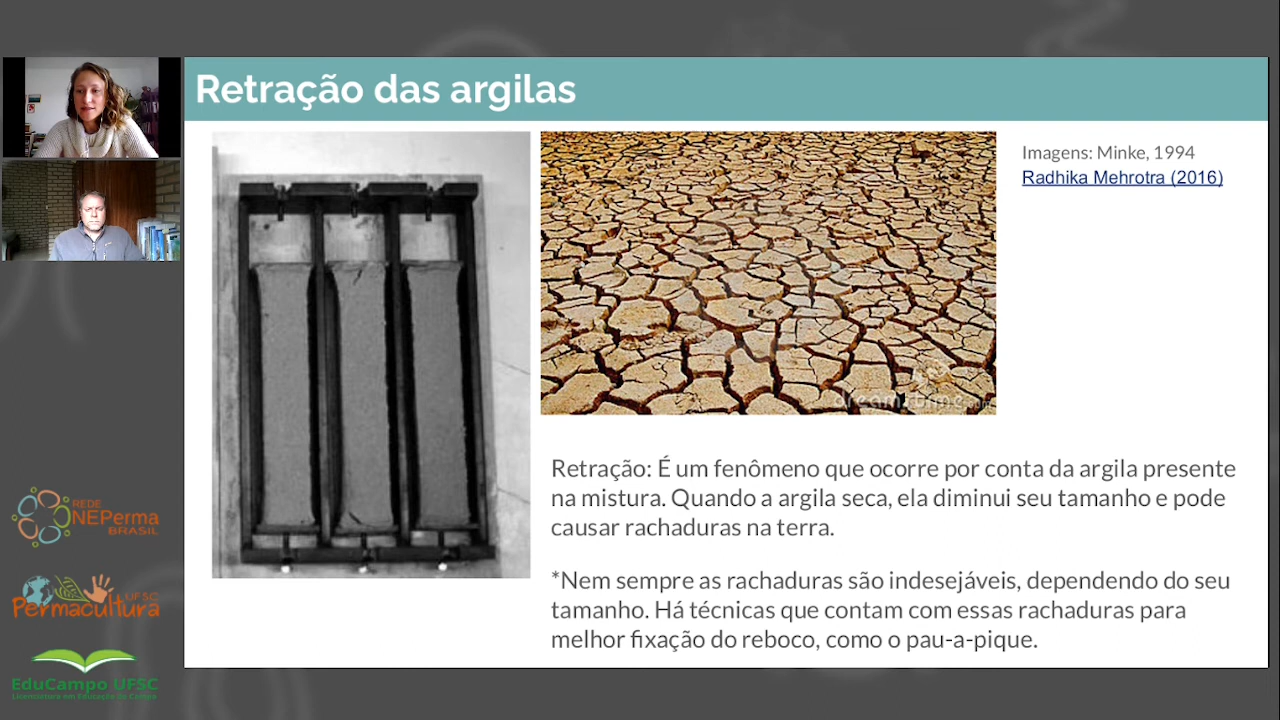 Retração das argilas
Imagens: Minke, 1994
Radhika Mehrotra (2016)
dreamstime.com
Retração: É um fenômeno que ocorre por conta da argila presente
na mistura. Quando a argila seca, ela diminui seu tamanho e pode
causar rachaduras na terra.
*Nem sempre as rachaduras são indesejáveis, dependendo do seu
tamanho. Há técnicas que contam com essas rachaduras para
melhor fixação do reboco, como o pau-a-pique.
REDE
NEPerma
BRASIL
UFSC
Permacultura
EduCampo UFSC
Licenciatura em Educação do Campo